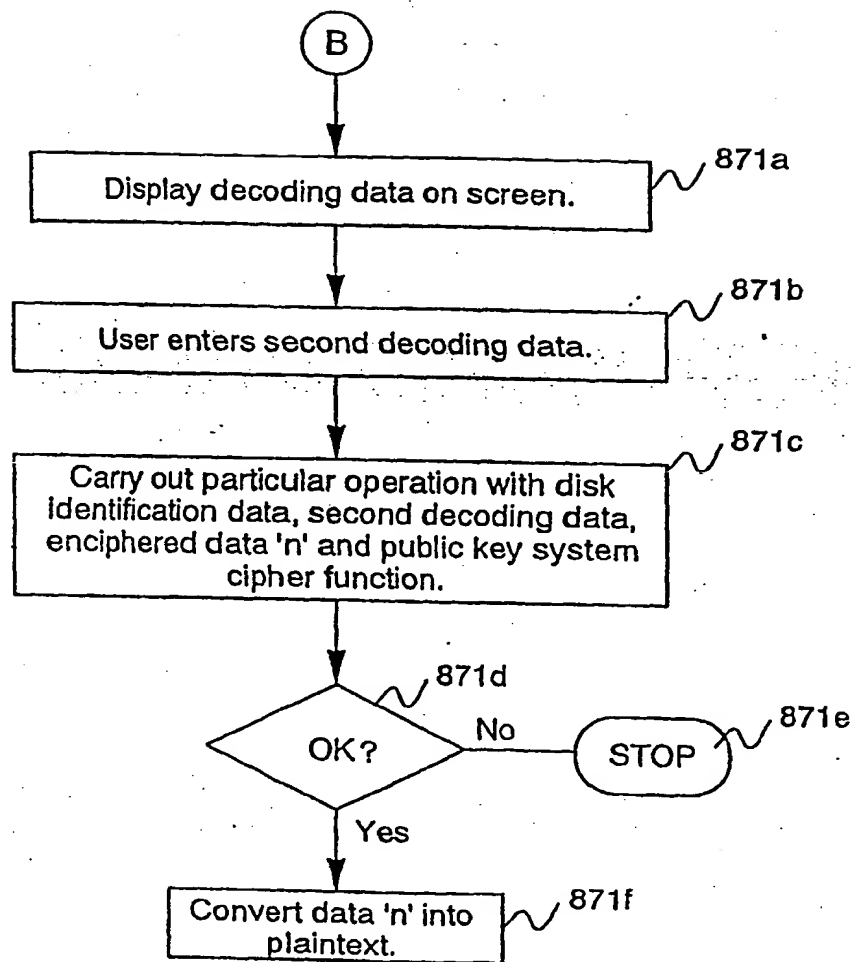 B
871a
Display decoding data on screen.
871b
User enters second decoding data.
871c
Carry out particular operation with disk
identification data, second decoding data,
enciphered data 'n' and public key system
cipher function.
871d
OK?
No
871e
STOP
Yes
871f
Convert data 'n' into
plaintext.